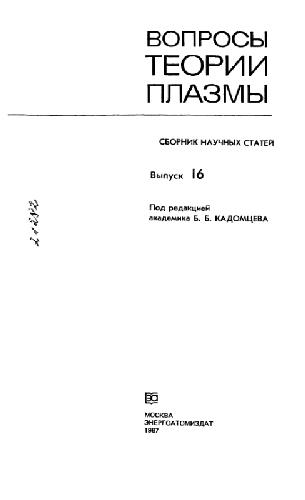 ВОПРОСЫ
ТЕОРИИ
ПЛАЗМЫ
СБОРНИК НАУЧНЫХ СТАТЕЙ
Выпуск 16
Под редакцией
академика Б. Б. КАДОМЦЕВА
МОСКВА
ЭНЕРГОАТОМИЗДАТ
1987